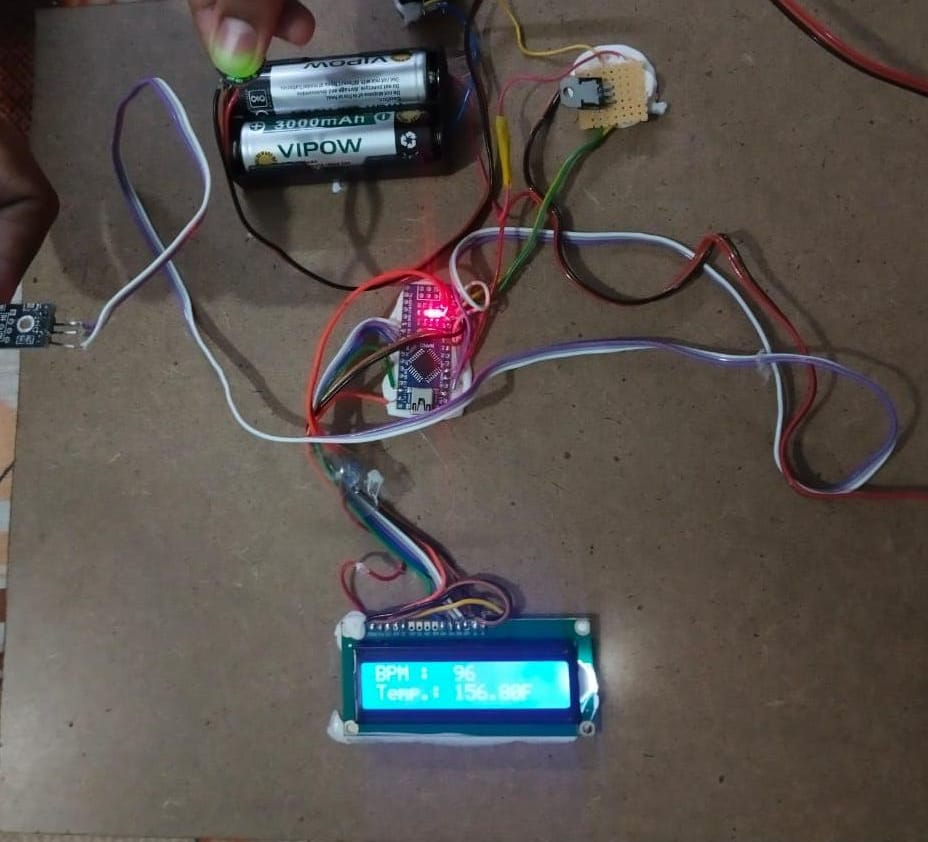 VIPOW
3000mAh
VIPOW
BPM : 96
Temp.: 156.80F